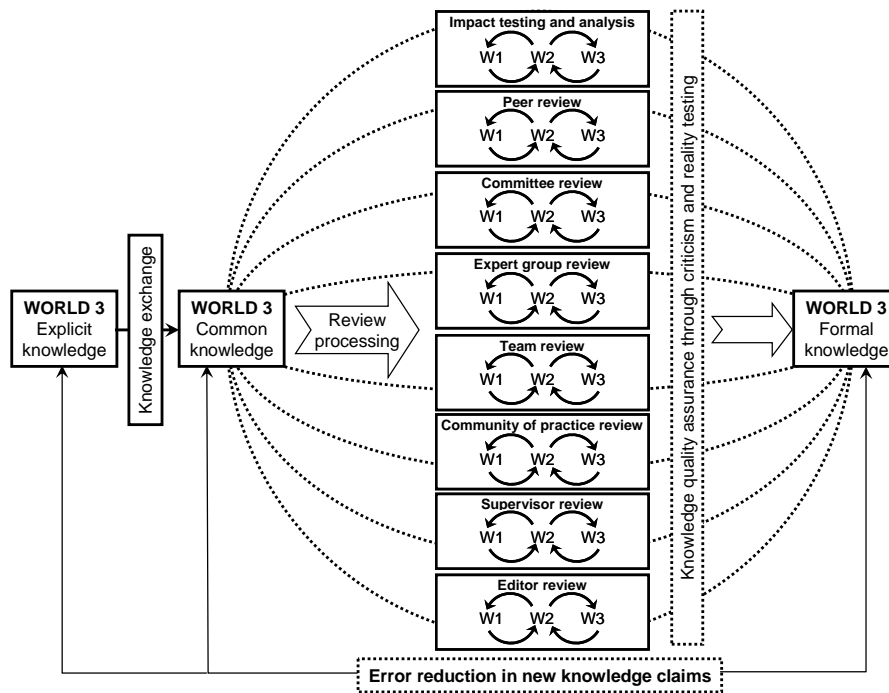 WORLD 3
Explicit
knowledge
Knowledge exchange
WORLD 3
Common
knowledge
Review
processing
Impact testing and analysis
W1 W2 W3
Peer review
W1 W2 W3
Committee review
W1 W2 W3
Expert group review
W1 W2 W3
Team review
W1 W2 W3
Community of practice review
W1 W2 W3
Supervisor review
W1 W2 W3
Editor review
W1 W2 W3
Knowledge quality assurance through criticism and reality testing
WORLD 3
Formal
knowledge
Error reduction in new knowledge claims